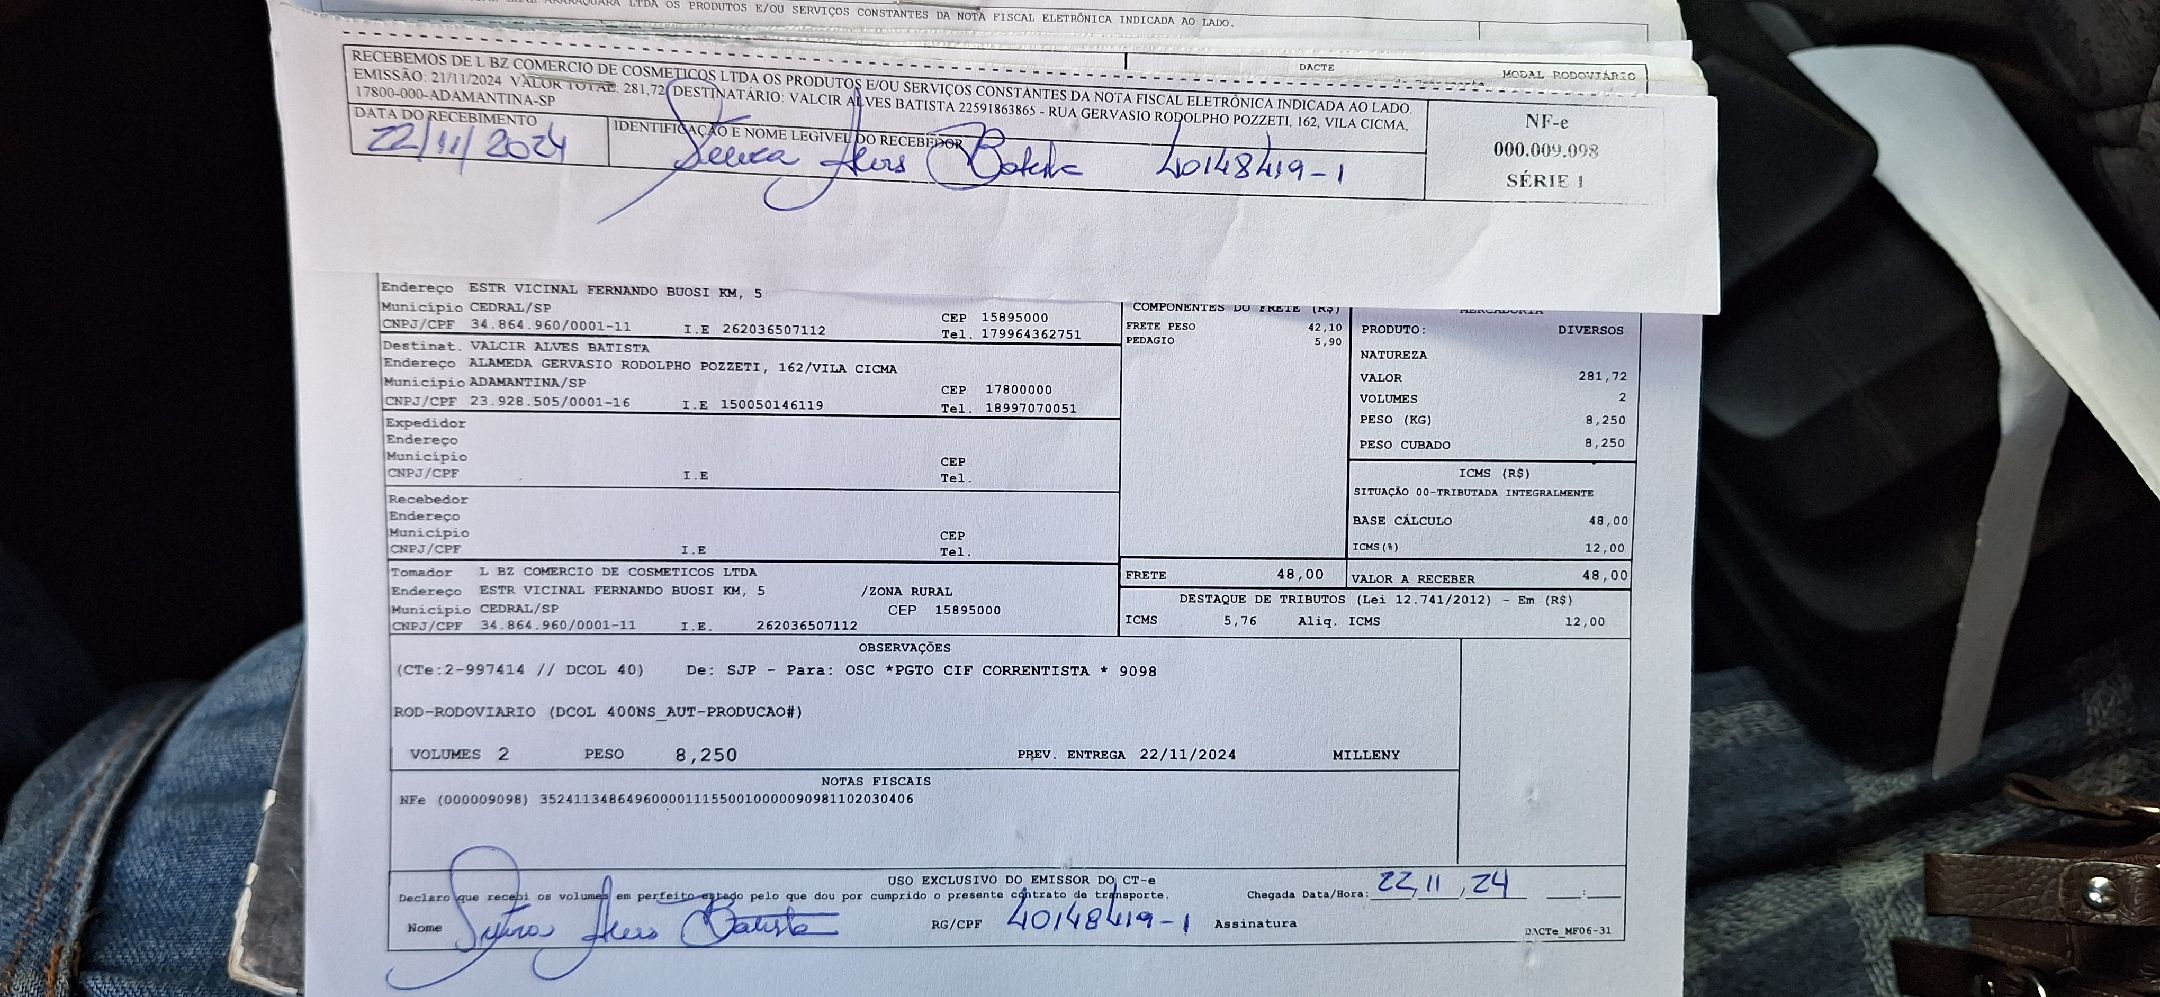 ARARAQUARA LTDA OS PRODUTOS E/OU SERVIÇOS CONSTANTES DA NOTA FISCAL ELETRÔNICA INDICADA AO LADO.
DACTE MODAL RODOVIÁRIO
RECEBEMOS DE L BZ COMERCIO DE COSMETICOS LTDA OS PRODUTOS E/OU SERVIÇOS CONSTANTES DA NOTA FISCAL ELETRÔNICA INDICADA AO LADO
EMISSÃO: 21/11/2024 VALOR TOTAL: 281,72 DESTINATÁRIO: VALCIR ALVES BATISTA 22591863865 - RUA GERVASIO RODOLPHO POZZETI, 162, VILA CICMA,
17800-000-ADAMANTINA-SP
DATA DO RECEBIMENTO
22/11/2024
IDENTIFICAÇÃO E NOME LEGÍVEL DO RECEBEDOR
Alves Batista 40148419-1
NF-e
000.009.098
SÉRIE 1
Endereço ESTR VICINAL FERNANDO BUOSI KM, 5
Município CEDRAL/SP CEP 15895000
CNPJ/CPF 34.864.960/0001-11 I.E 262036507112 Tel. 179964362751
Destinat. VALCIR ALVES BATISTA
Endereço ALAMEDA GERVASIO RODOLPHO POZZETI, 162/VILA CICMA
Município ADAMANTINA/SP CEP 17800000
CNPJ/CPF 23.928.505/0001-16 I.E 150050146119 Tel. 18997070051
Expedidor
Endereço
Município CEP
CNPJ/CPF I.E Tel.
Recebedor
Endereço
Município CEP
CNPJ/CPF I.E Tel.
Tomador L BZ COMERCIO DE COSMETICOS LTDA
Endereço ESTR VICINAL FERNANDO BUOSI KM, 5 /ZONA RURAL
Município CEDRAL/SP CEP 15895000
CNPJ/CPF 34.864.960/0001-11 I.E. 262036507112
COMPONENTES DO FRETE (R$)
FRETE PESO 42,10
PEDAGIO 5,90
FRETE 48,00
MERCADORIA
PRODUTO: DIVERSOS
NATUREZA
VALOR 281,72
VOLUMES 2
PESO (KG) 8,250
PESO CUBADO 8,250
ICMS (R$)
SITUAÇÃO 00-TRIBUTADA INTEGRALMENTE
BASE CÁLCULO 48,00
ICMS(%) 12,00
VALOR A RECEBER 48,00
DESTAQUE DE TRIBUTOS (Lei 12.741/2012) - Em (R$)
ICMS 5,76 Aliq. ICMS 12,00
OBSERVAÇÕES
(CTe:2-997414 // DCOL 40) De: SJP - Para: OSC *PGTO CIF CORRENTISTA * 9098
ROD-RODOVIARIO (DCOL 400NS_AUT-PRODUCAO#)
VOLUMES 2 PESO 8,250 PREV. ENTREGA 22/11/2024 MILLENY
NOTAS FISCAIS
NFe (000009098) 35241134864960000111550010000090981102030406
USO EXCLUSIVO DO EMISSOR DO CT-e
Declaro que recebi os volumes em perfeito estado pelo que dou por cumprido o presente contrato de transporte. Chegada Data/Hora: 22/11/24 :
Nome Alves Batista RG/CPF 40148419-1 Assinatura
DACTe_MF06-31